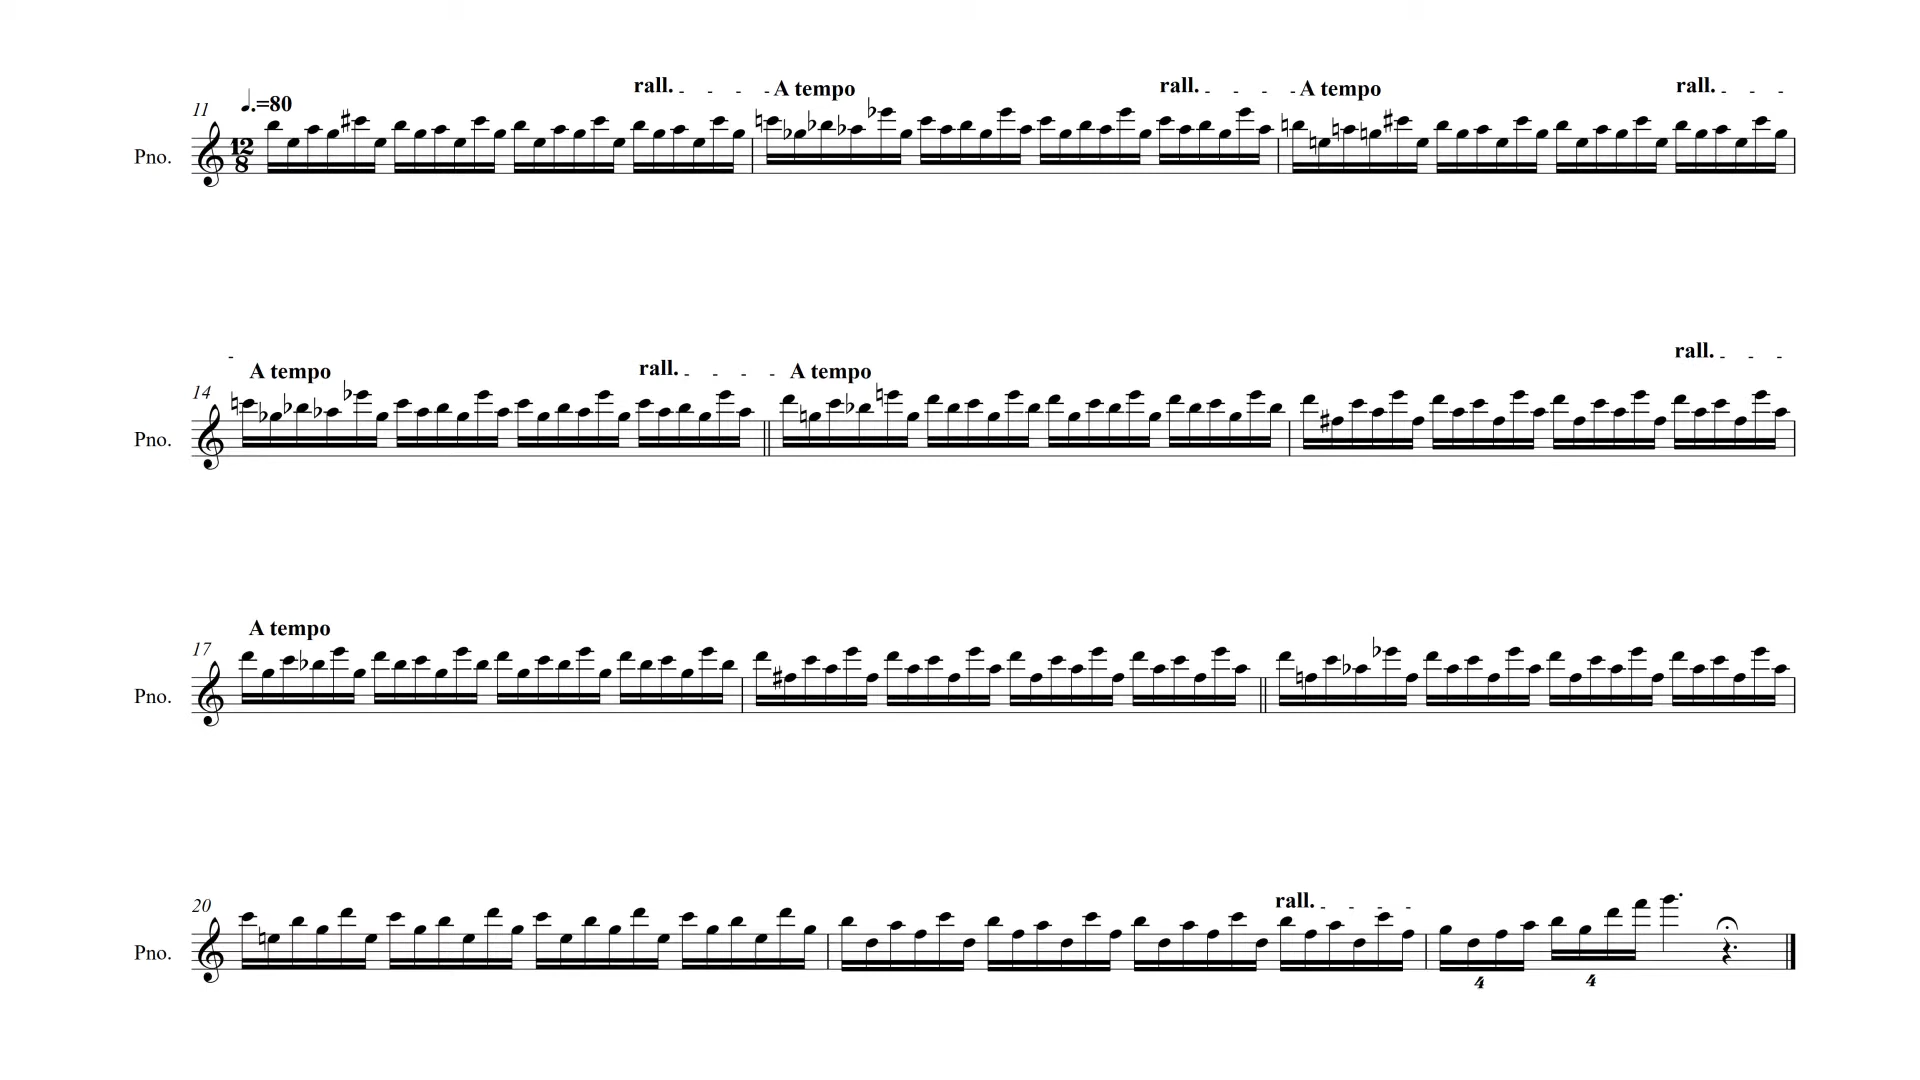 rall. A tempo rall. A tempo rall.
11 ♩.=80
Pno. 12 8
A tempo rall. A tempo rall.
14
Pno.
A tempo
17
Pno.
rall.
20
Pno.
4 4